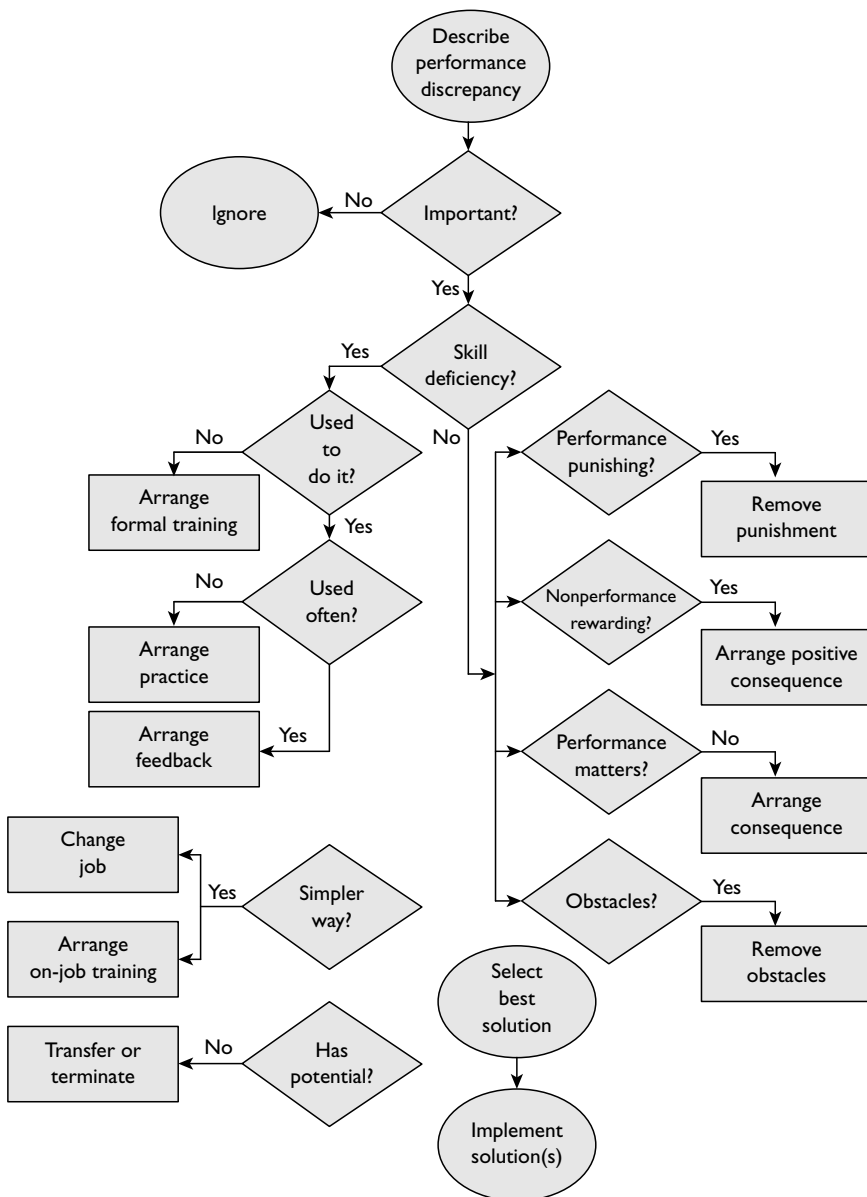 Describe
performance
discrepancy
Important?
No
Ignore
Yes
Skill
deficiency?
Yes
Used
to
do it?
No
Arrange
formal training
Yes
Used
often?
No
Arrange
practice
Yes
Arrange
feedback
No
Performance
punishing?
Yes
Remove
punishment
Nonperformance
rewarding?
Yes
Arrange positive
consequence
Performance
matters?
No
Arrange
consequence
Obstacles?
Yes
Remove
obstacles
Simpler
way?
Yes
Change
job
Arrange
on-job training
Has
potential?
No
Transfer or
terminate
Select
best
solution
Implement
solution(s)